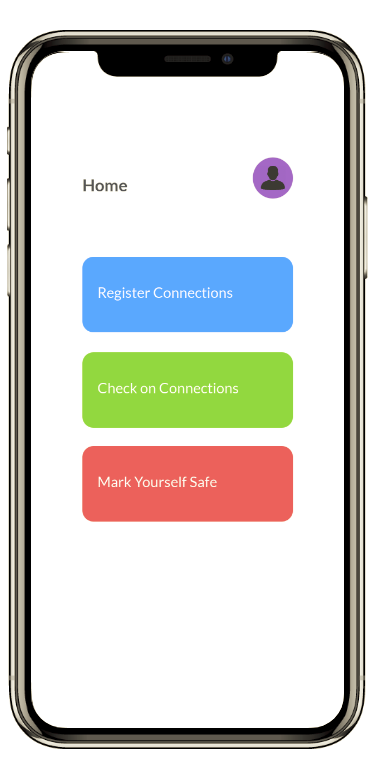 Home
Register Connections
Check on Connections
Mark Yourself Safe